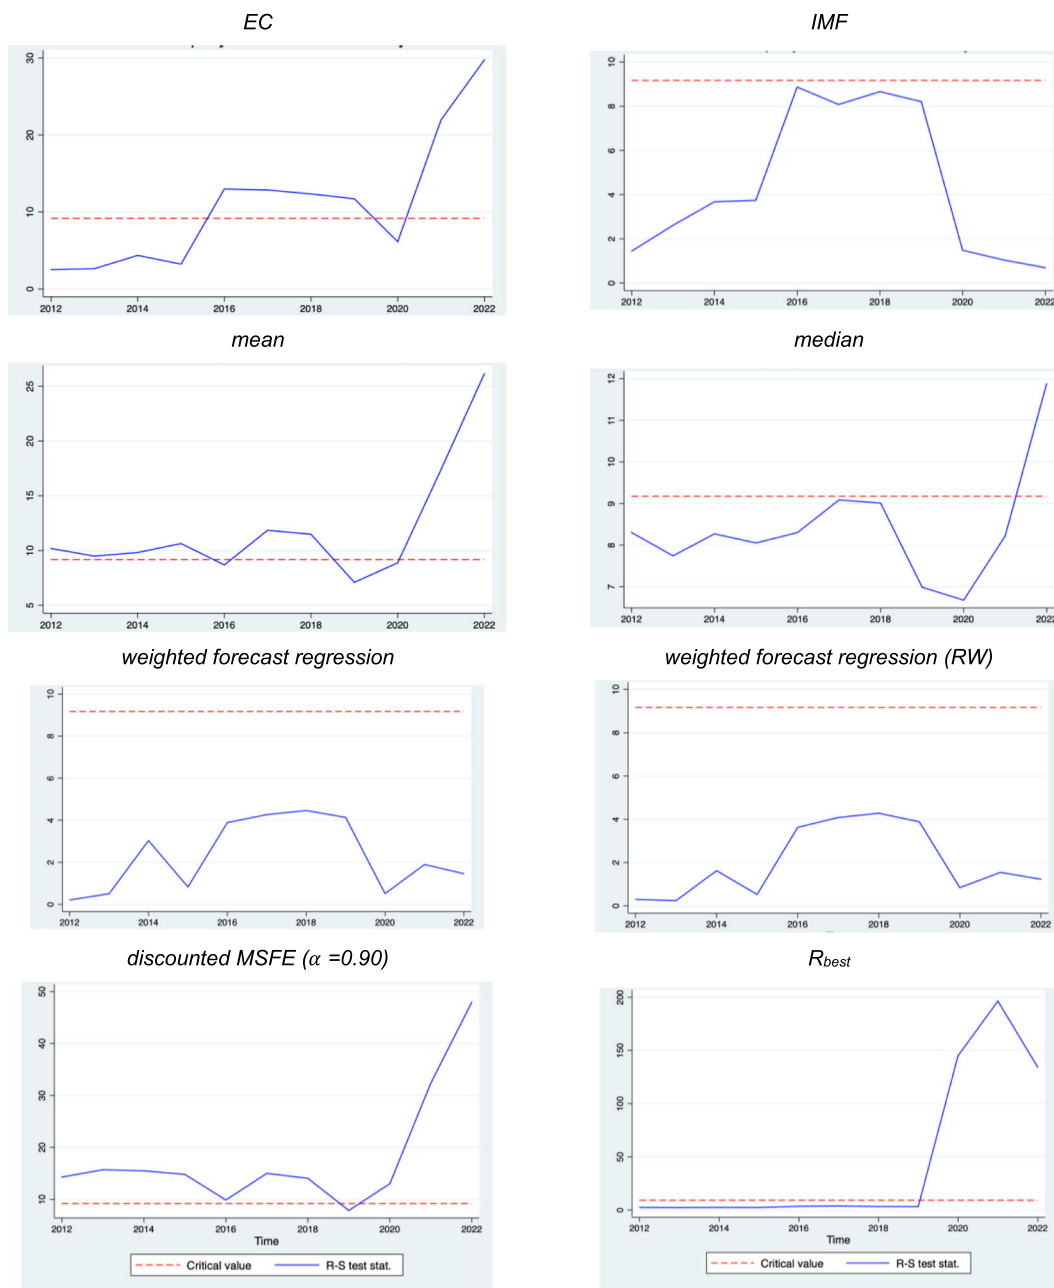 EC
IMF
30
20
10
0
2012 2014 2016 2018 2020 2022
10
8
6
4
2
0
2012 2014 2016 2018 2020 2022
mean
median
25
20
15
10
5
2012 2014 2016 2018 2020 2022
12
11
10
9
8
7
2012 2014 2016 2018 2020 2022
weighted forecast regression
weighted forecast regression (RW)
10
8
6
4
2
0
2012 2014 2016 2018 2020 2022
10
8
6
4
2
0
2012 2014 2016 2018 2020 2022
discounted MSFE (α =0.90)
Rbest
50
40
30
20
10
2012 2014 2016 2018 2020 2022
Time
Critical value R-S test stat.
200
150
100
50
0
2012 2014 2016 2018 2020 2022
Time
Critical value R-S test stat.